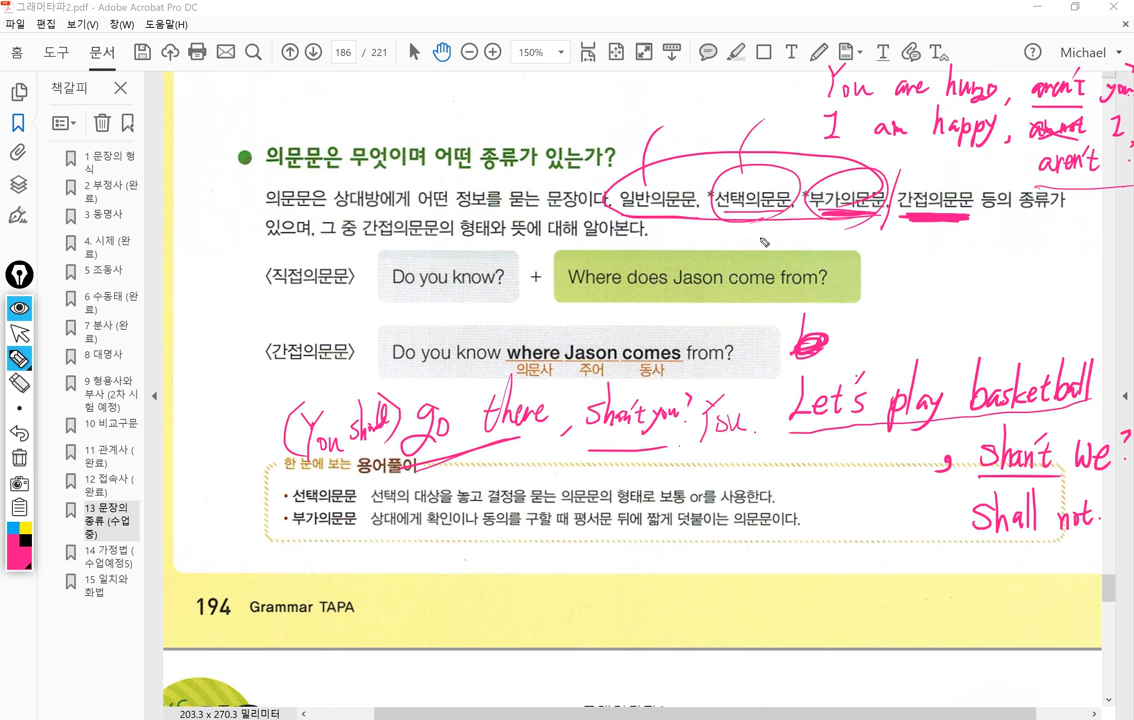 그래머타파2.pdf - Adobe Acrobat Pro DC
파일 편집 보기(V) 창(W) 도움말(H)
홈 도구 문서 186 / 221 150% Michael
책갈피
1 문장의 형식
2 부정사 (완료)
3 동명사
4. 시제 (완료)
5 조동사
6 수동태 (완료)
7 분사 (완료)
8 대명사
9 형용사와 부사 (2차 시험 예정)
10 비교구문
11 관계사 (완료)
12 접속사 (완료)
13 문장의 종류 (수업 중)
14 가정법 (수업예정5)
15 일치와 화법
You are hugo, aren't you?
I am happy, am not I,
aren't
의문문은 무엇이며 어떤 종류가 있는가?
의문문은 상대방에게 어떤 정보를 묻는 문장이다. 일반의문문, *선택의문문, *부가의문문, 간접의문문 등의 종류가
있으며, 그 중 간접의문문의 형태와 뜻에 대해 알아본다.
〈직접의문문〉 Do you know? + Where does Jason come from?
〈간접의문문〉 Do you know where Jason comes from?
의문사 주어 동사
Let's play basketball
, shan't we?
shall not.
(You should) go there, shan't you? You.
한 눈에 보는 용어풀이
• 선택의문문 선택의 대상을 놓고 결정을 묻는 의문문의 형태로 보통 or를 사용한다.
• 부가의문문 상대에게 확인이나 동의를 구할 때 평서문 뒤에 짧게 덧붙이는 의문문이다.
194 Grammar TAPA
203.3 x 270.3 밀리미터